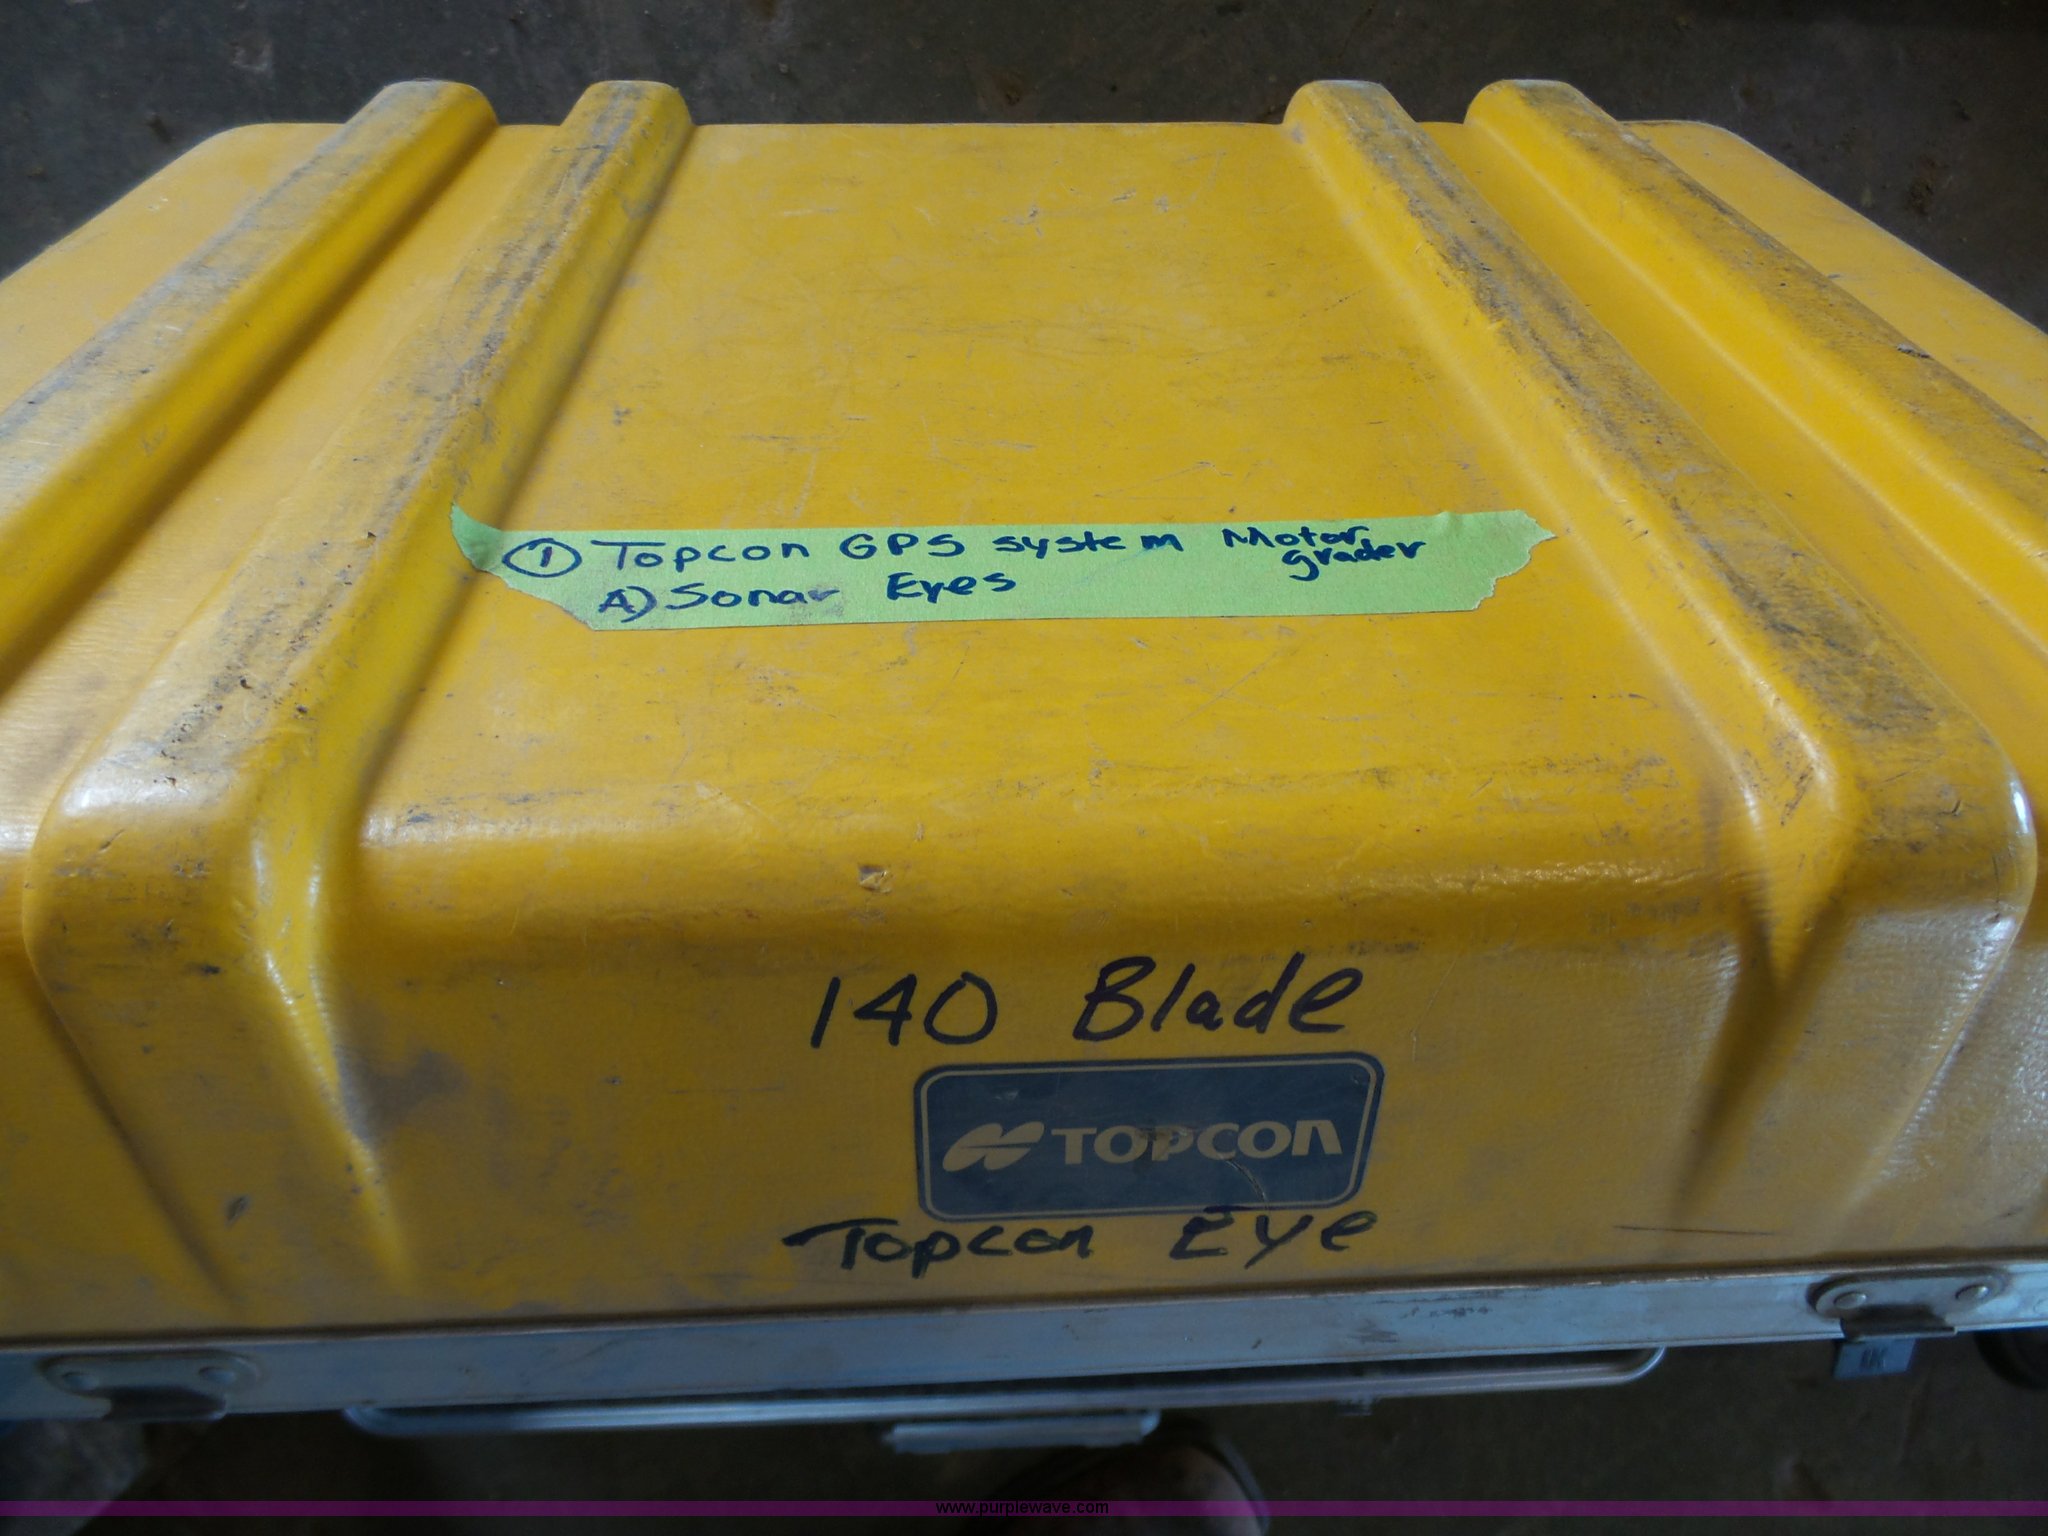 ① Topcon GPS system Motor grader
A) Sonar Eyes
140 Blade
TOPCON
Topcon Eye
www.purplewave.com